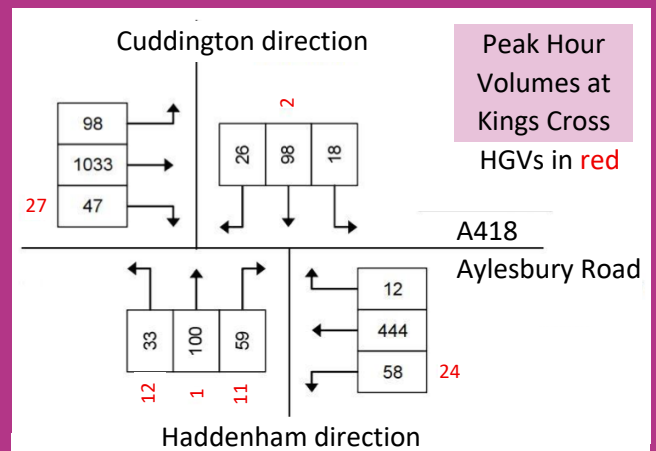 Cuddington direction
Peak Hour
Volumes at
Kings Cross
HGVs in red
2
98
1033
27 47
26 98 18
A418
Aylesbury Road
33 100 59
12 1 11
12
444
58 24
Haddenham direction